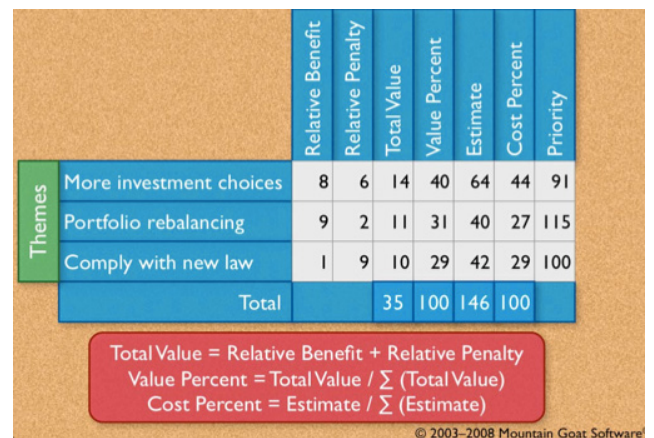 Relative Benefit
Relative Penalty
Total Value
Value Percent
Estimate
Cost Percent
Priority
Themes
More investment choices 8 6 14 40 64 44 91
Portfolio rebalancing 9 2 11 31 40 27 115
Comply with new law 1 9 10 29 42 29 100
Total 35 100 146 100
Total Value = Relative Benefit + Relative Penalty
Value Percent = Total Value / ∑ (Total Value)
Cost Percent = Estimate / ∑ (Estimate)
© 2003–2008 Mountain Goat Software®